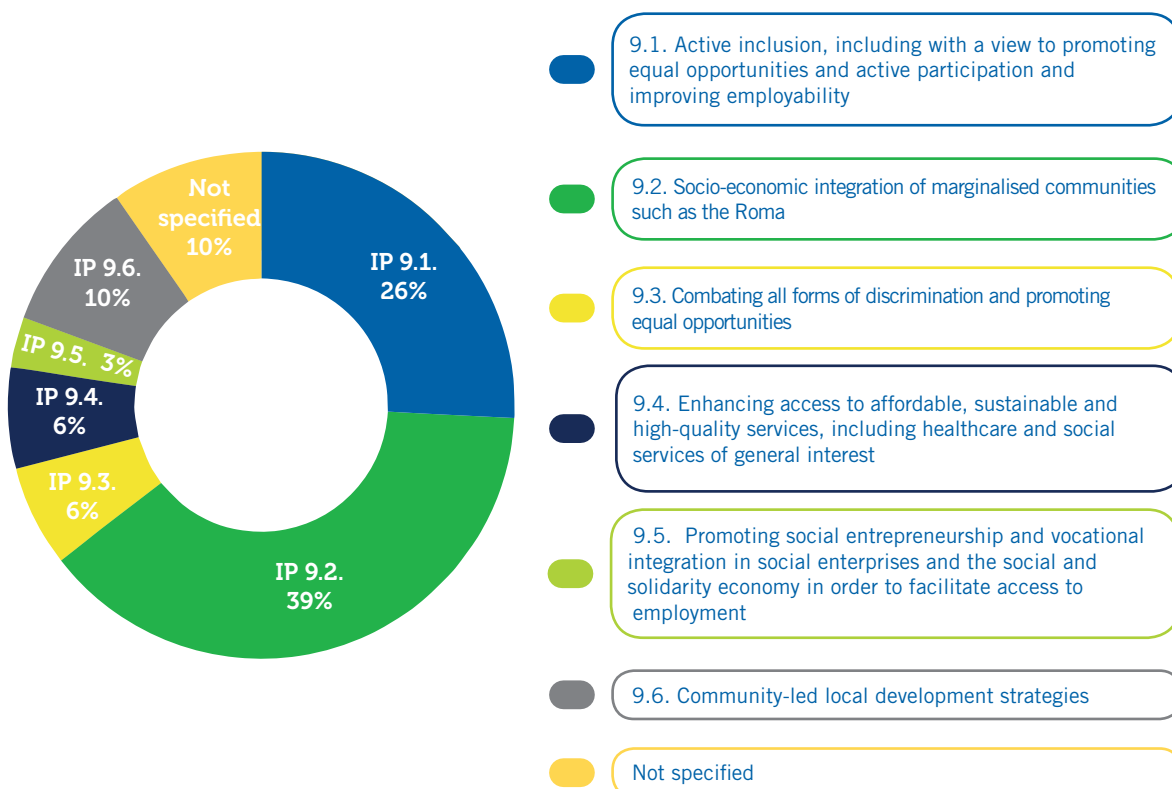 Not
specified
10%
IP 9.1.
26%
IP 9.6.
10%
IP 9.5.  3%
IP 9.4.
6%
IP 9.3.
6%
IP 9.2.
39%
9.1. Active inclusion, including with a view to promoting
equal opportunities and active participation and
improving employability
9.2. Socio-economic integration of marginalised communities
such as the Roma
9.3. Combating all forms of discrimination and promoting
equal opportunities
9.4. Enhancing access to affordable, sustainable and
high-quality services, including healthcare and social
services of general interest
9.5.  Promoting social entrepreneurship and vocational
integration in social enterprises and the social and
solidarity economy in order to facilitate access to
employment
9.6. Community-led local development strategies
Not specified